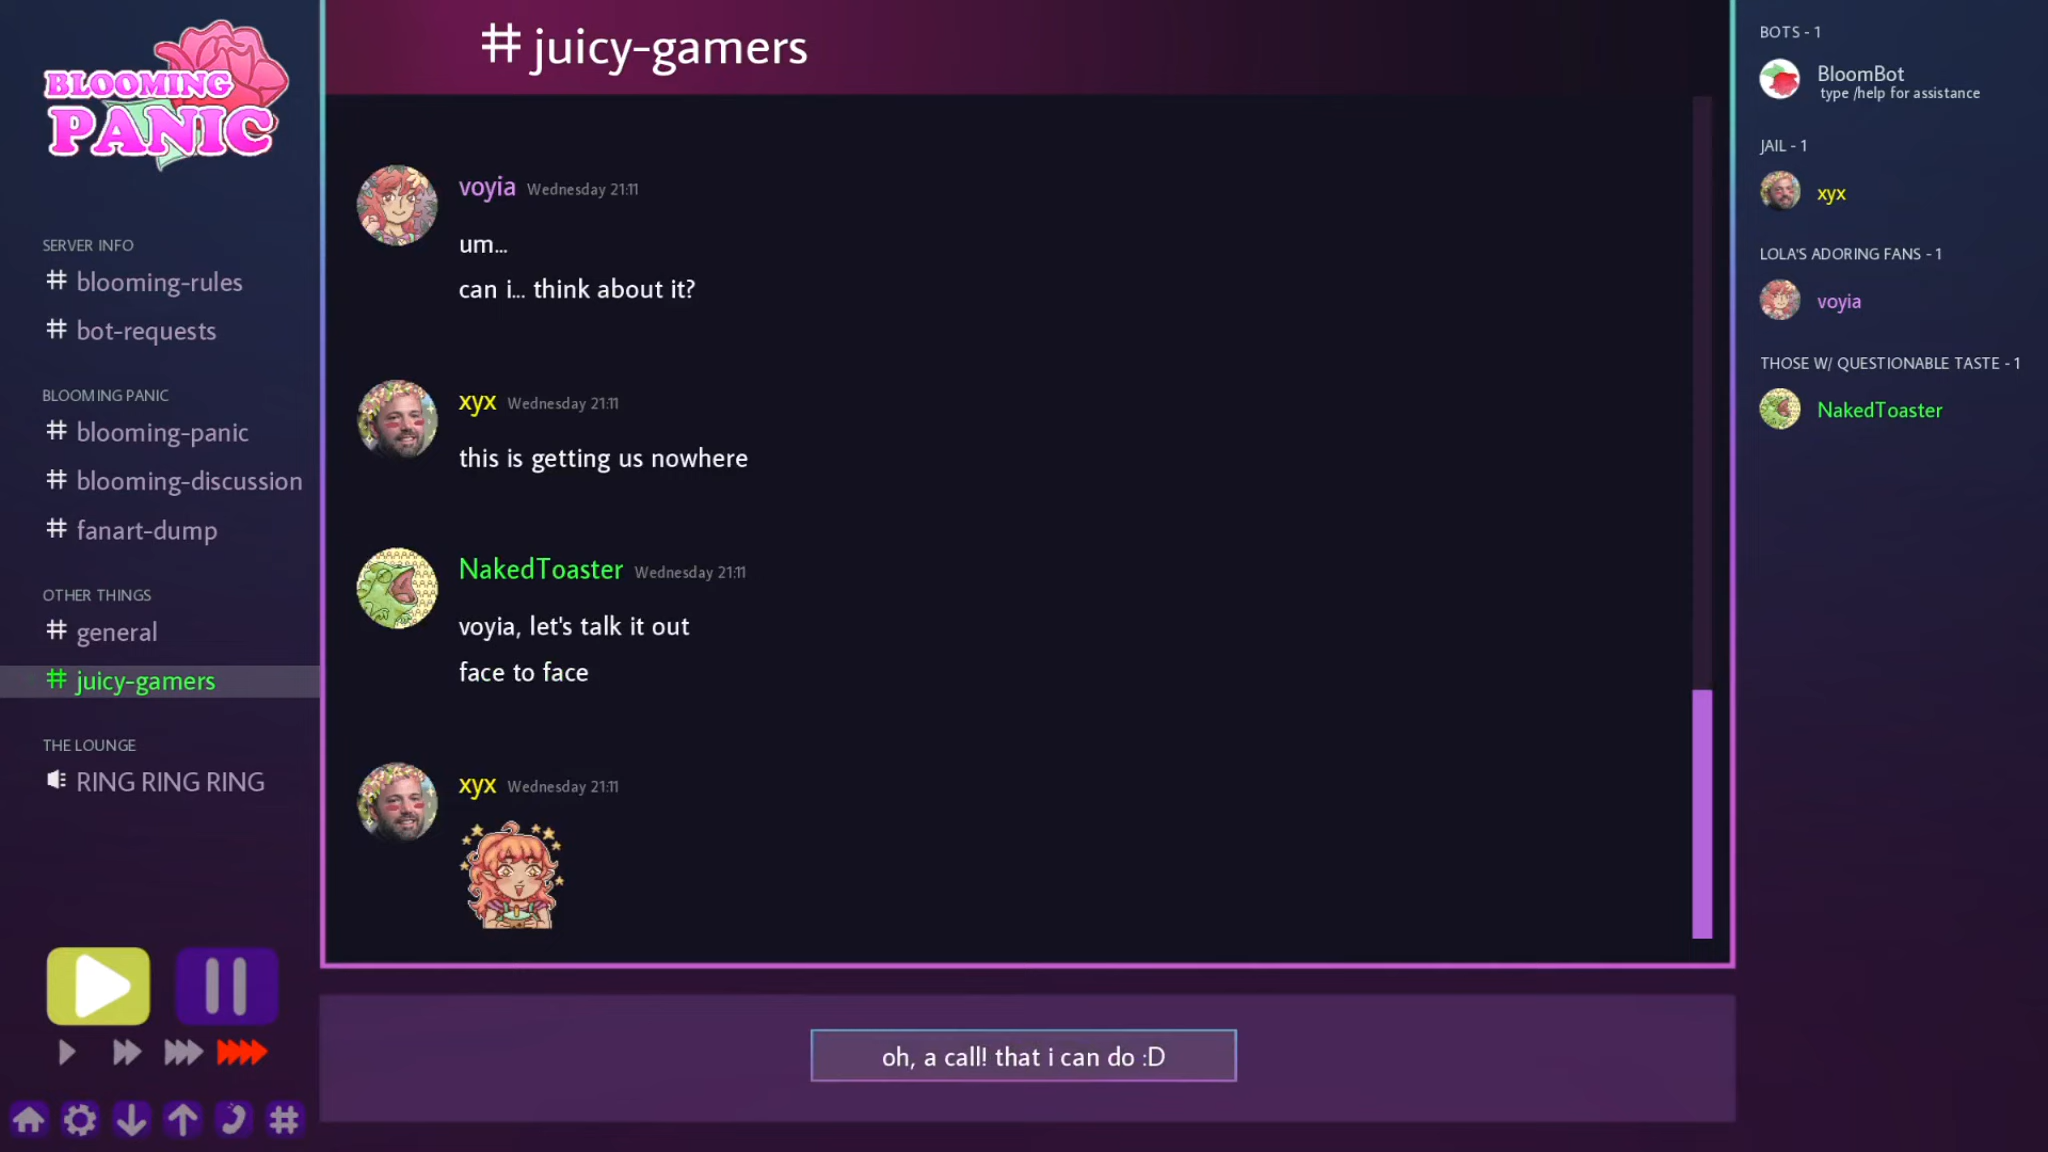 BLOOMING
PANIC
SERVER INFO
# blooming-rules
# bot-requests
BLOOMING PANIC
# blooming-panic
# blooming-discussion
# fanart-dump
OTHER THINGS
# general
# juicy-gamers
THE LOUNGE
RING RING RING
# juicy-gamers
voyia Wednesday 21:11
um...
can i... think about it?
xyx Wednesday 21:11
this is getting us nowhere
NakedToaster Wednesday 21:11
voyia, let's talk it out
face to face
xyx Wednesday 21:11
oh, a call! that i can do :D
BOTS - 1
BloomBot
type /help for assistance
JAIL - 1
xyx
LOLA'S ADORING FANS - 1
voyia
THOSE W/ QUESTIONABLE TASTE - 1
NakedToaster